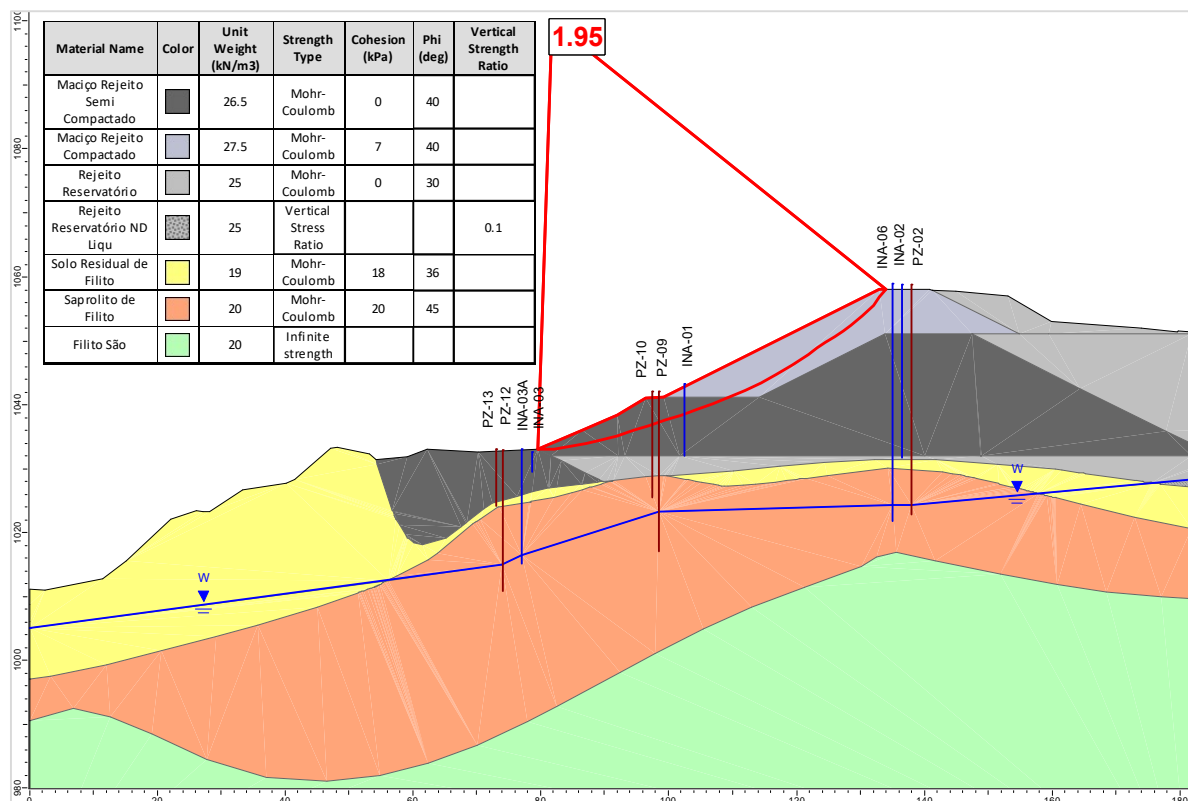 1.95
Material Name Color Unit Weight (kN/m3) Strength Type Cohesion (kPa) Phi (deg) Vertical Strength Ratio
Maciço Rejeito Semi Compactado 26.5 Mohr-Coulomb 0 40
Maciço Rejeito Compactado 27.5 Mohr-Coulomb 7 40
Rejeito Reservatório 25 Mohr-Coulomb 0 30
Rejeito Reservatório ND Liqu 25 Vertical Stress Ratio 0.1
Solo Residual de Filito 19 Mohr-Coulomb 18 36
Saprolito de Filito 20 Mohr-Coulomb 20 45
Filito São 20 Infinite strength
PZ-13
PZ-12
INA-03A
INA-03
PZ-10
PZ-09
INA-01
INA-06
INA-02
PZ-02
W
W
1100
1080
1060
1040
1020
1000
980
0 20 40 60 80 100 120 140 160 180